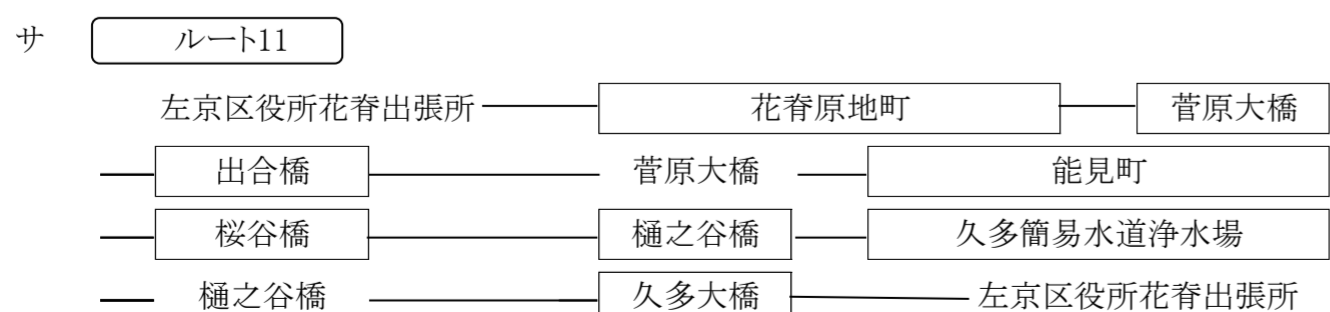 サ ルート11
左京区役所花脊出張所 花脊原地町 菅原大橋
出合橋 菅原大橋 能見町
桜谷橋 樋之谷橋 久多簡易水道浄水場
樋之谷橋 久多大橋 左京区役所花脊出張所